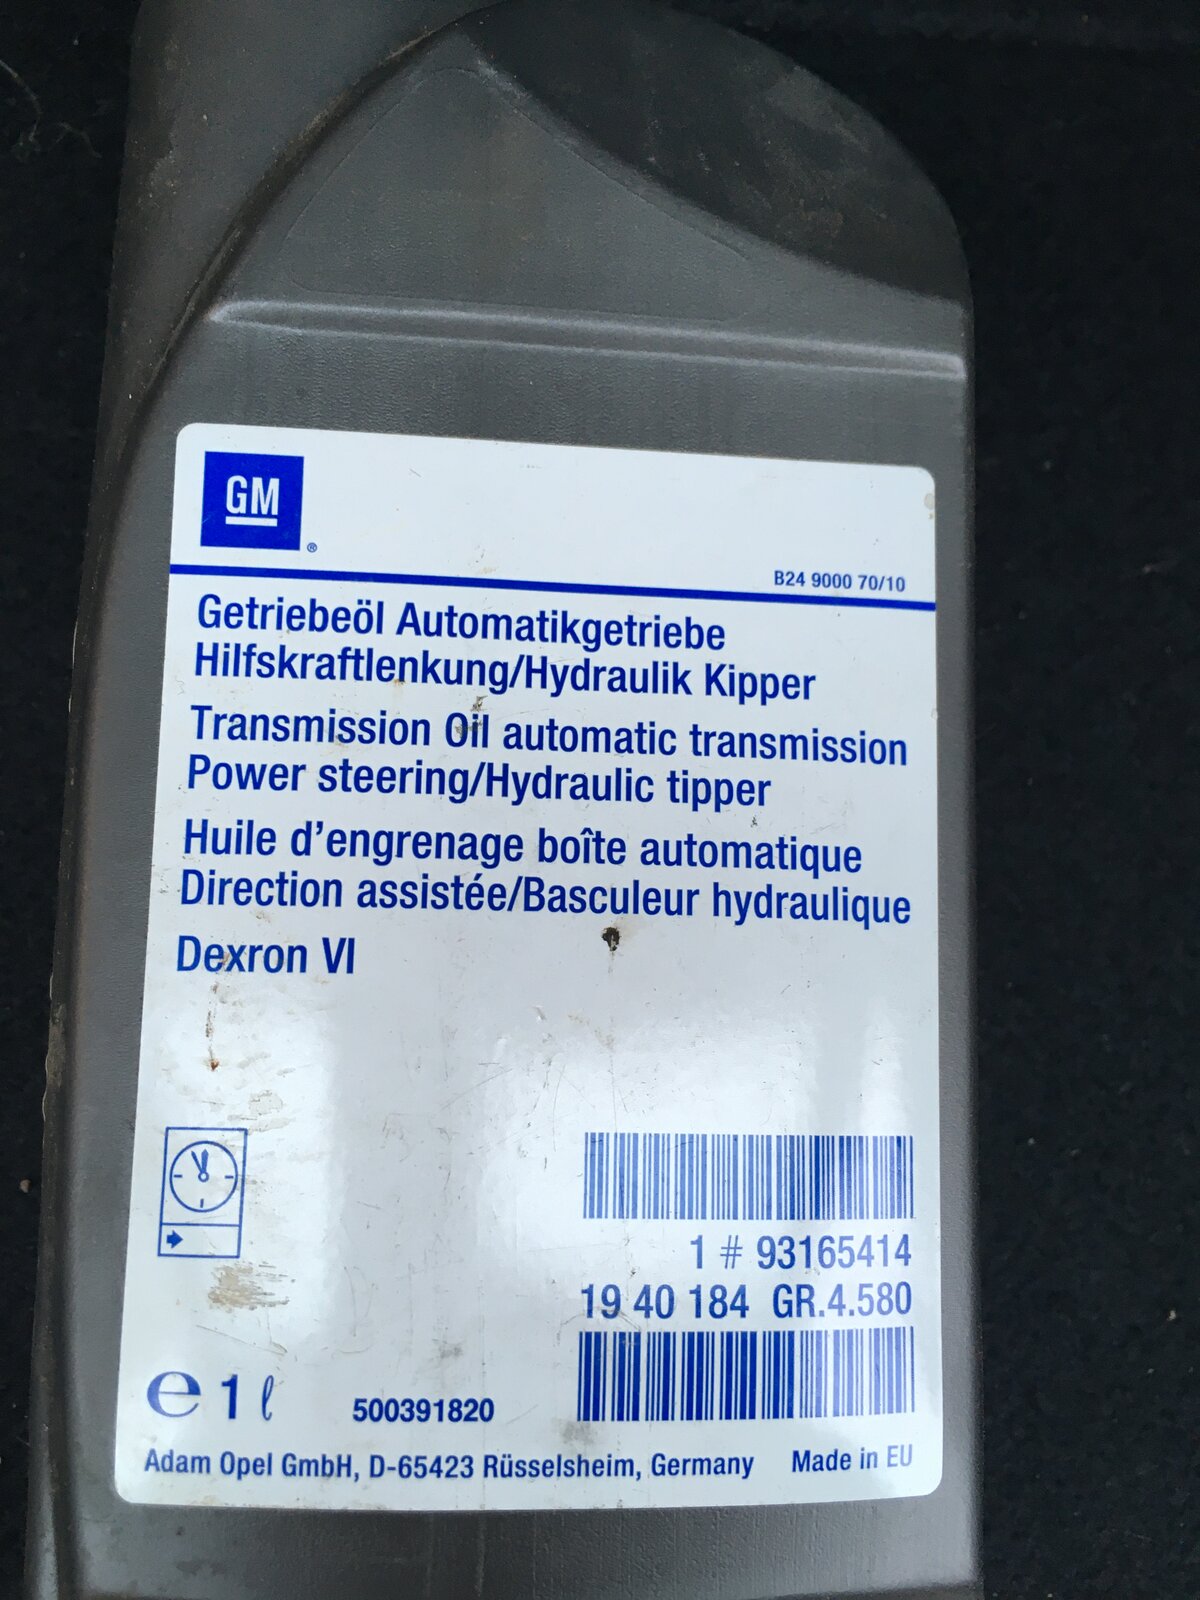 GM
®
B24 9000 70/10
Getriebeöl Automatikgetriebe
Hilfskraftlenkung/Hydraulik Kipper
Transmission Oil automatic transmission
Power steering/Hydraulic tipper
Huile d'engrenage boîte automatique
Direction assistée/Basculeur hydraulique
Dexron VI
1 # 93165414
19 40 184 GR.4.580
℮ 1 ℓ 500391820
Adam Opel GmbH, D-65423 Rüsselsheim, Germany Made in EU